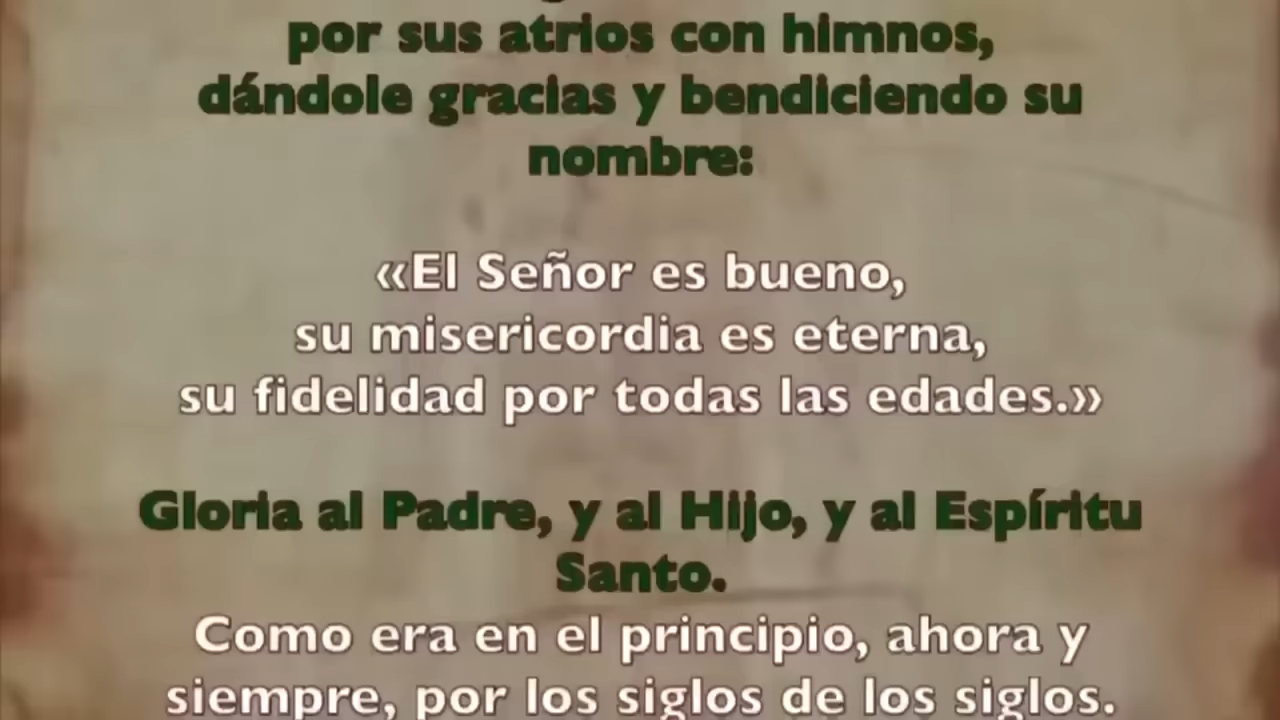 por sus atrios con himnos,
dándole gracias y bendiciendo su
nombre:
«El Señor es bueno,
su misericordia es eterna,
su fidelidad por todas las edades.»
Gloria al Padre, y al Hijo, y al Espíritu
Santo.
Como era en el principio, ahora y
siempre, por los siglos de los siglos.